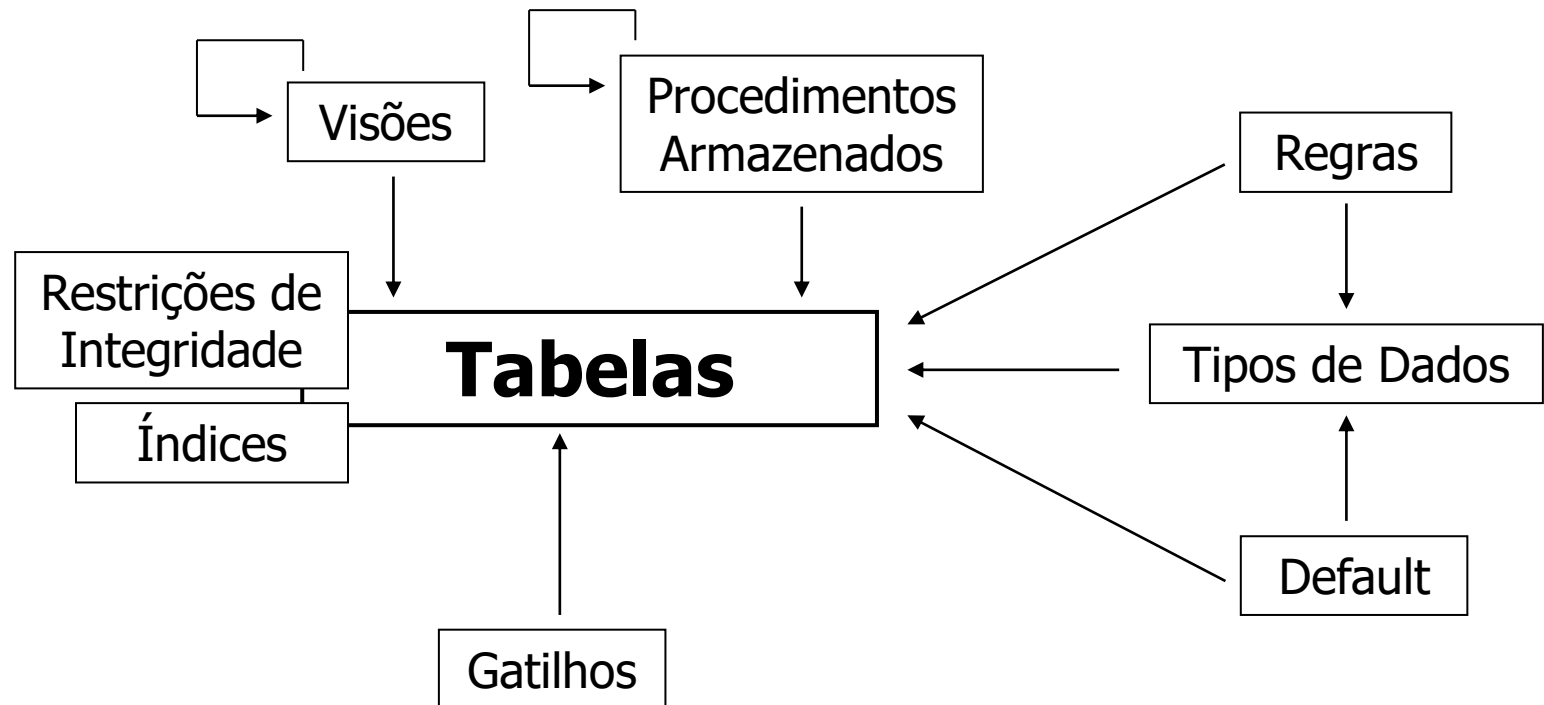 Visões
Procedimentos
Armazenados
Regras
Restrições de
Integridade
Tabelas
Tipos de Dados
Índices
Default
Gatilhos